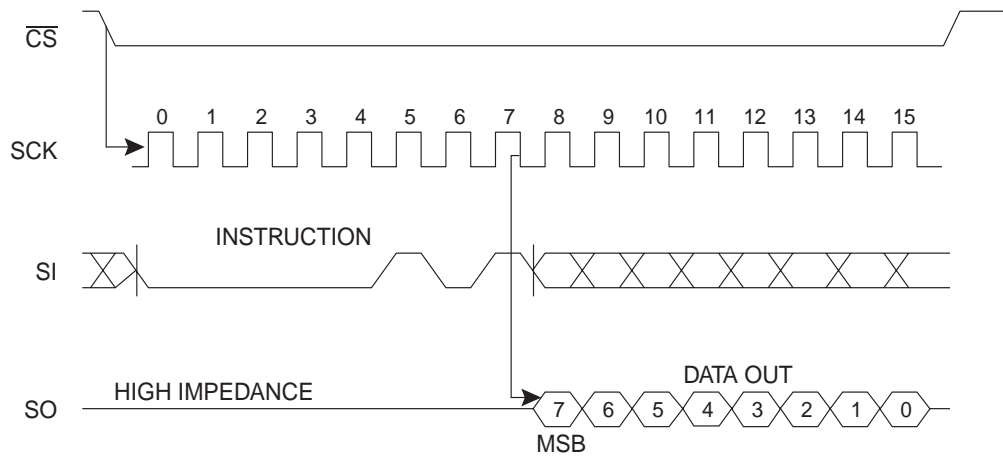 CS
0 1 2 3 4 5 6 7 8 9 10 11 12 13 14 15
SCK
INSTRUCTION
SI
HIGH IMPEDANCE DATA OUT
SO 7 6 5 4 3 2 1 0
MSB